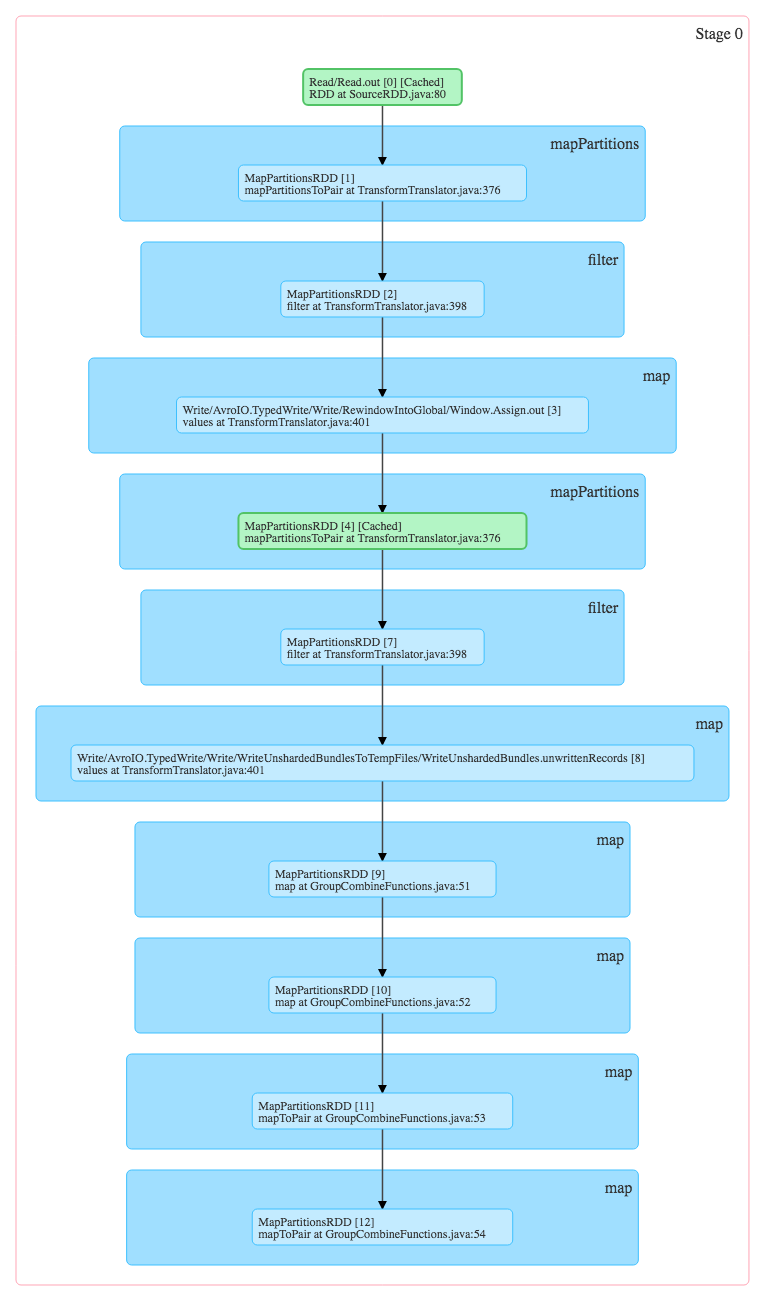 Stage 0
Read/Read.out [0] [Cached]
RDD at SourceRDD.java:80
mapPartitions
MapPartitionsRDD [1]
mapPartitionsToPair at TransformTranslator.java:376
filter
MapPartitionsRDD [2]
filter at TransformTranslator.java:398
map
Write/AvroIO.TypedWrite/Write/RewindowIntoGlobal/Window.Assign.out [3]
values at TransformTranslator.java:401
mapPartitions
MapPartitionsRDD [4] [Cached]
mapPartitionsToPair at TransformTranslator.java:376
filter
MapPartitionsRDD [7]
filter at TransformTranslator.java:398
map
Write/AvroIO.TypedWrite/Write/WriteUnshardedBundlesToTempFiles/WriteUnshardedBundles.unwrittenRecords [8]
values at TransformTranslator.java:401
map
MapPartitionsRDD [9]
map at GroupCombineFunctions.java:51
map
MapPartitionsRDD [10]
map at GroupCombineFunctions.java:52
map
MapPartitionsRDD [11]
mapToPair at GroupCombineFunctions.java:53
map
MapPartitionsRDD [12]
mapToPair at GroupCombineFunctions.java:54